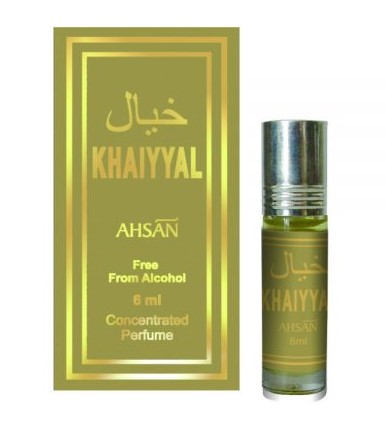 خيال
KHAIYYAL
AHSAN
Free
From Alcohol
6 ml
Concentrated
Perfume
خيال
KHAIYYAL
AHSAN
6ml